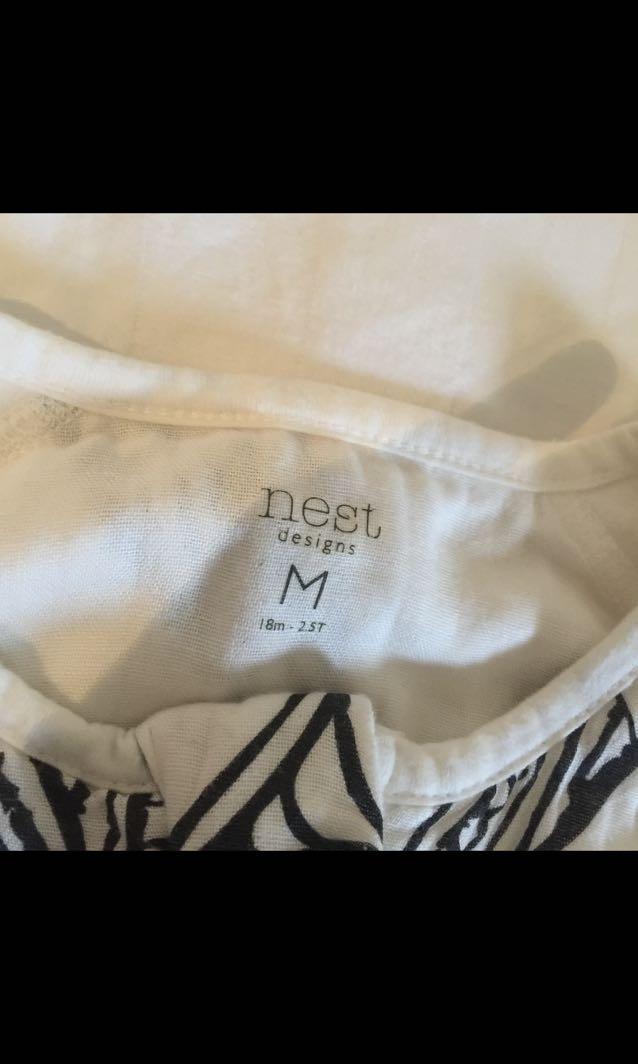 nest
designs
M
18m - 2.5T